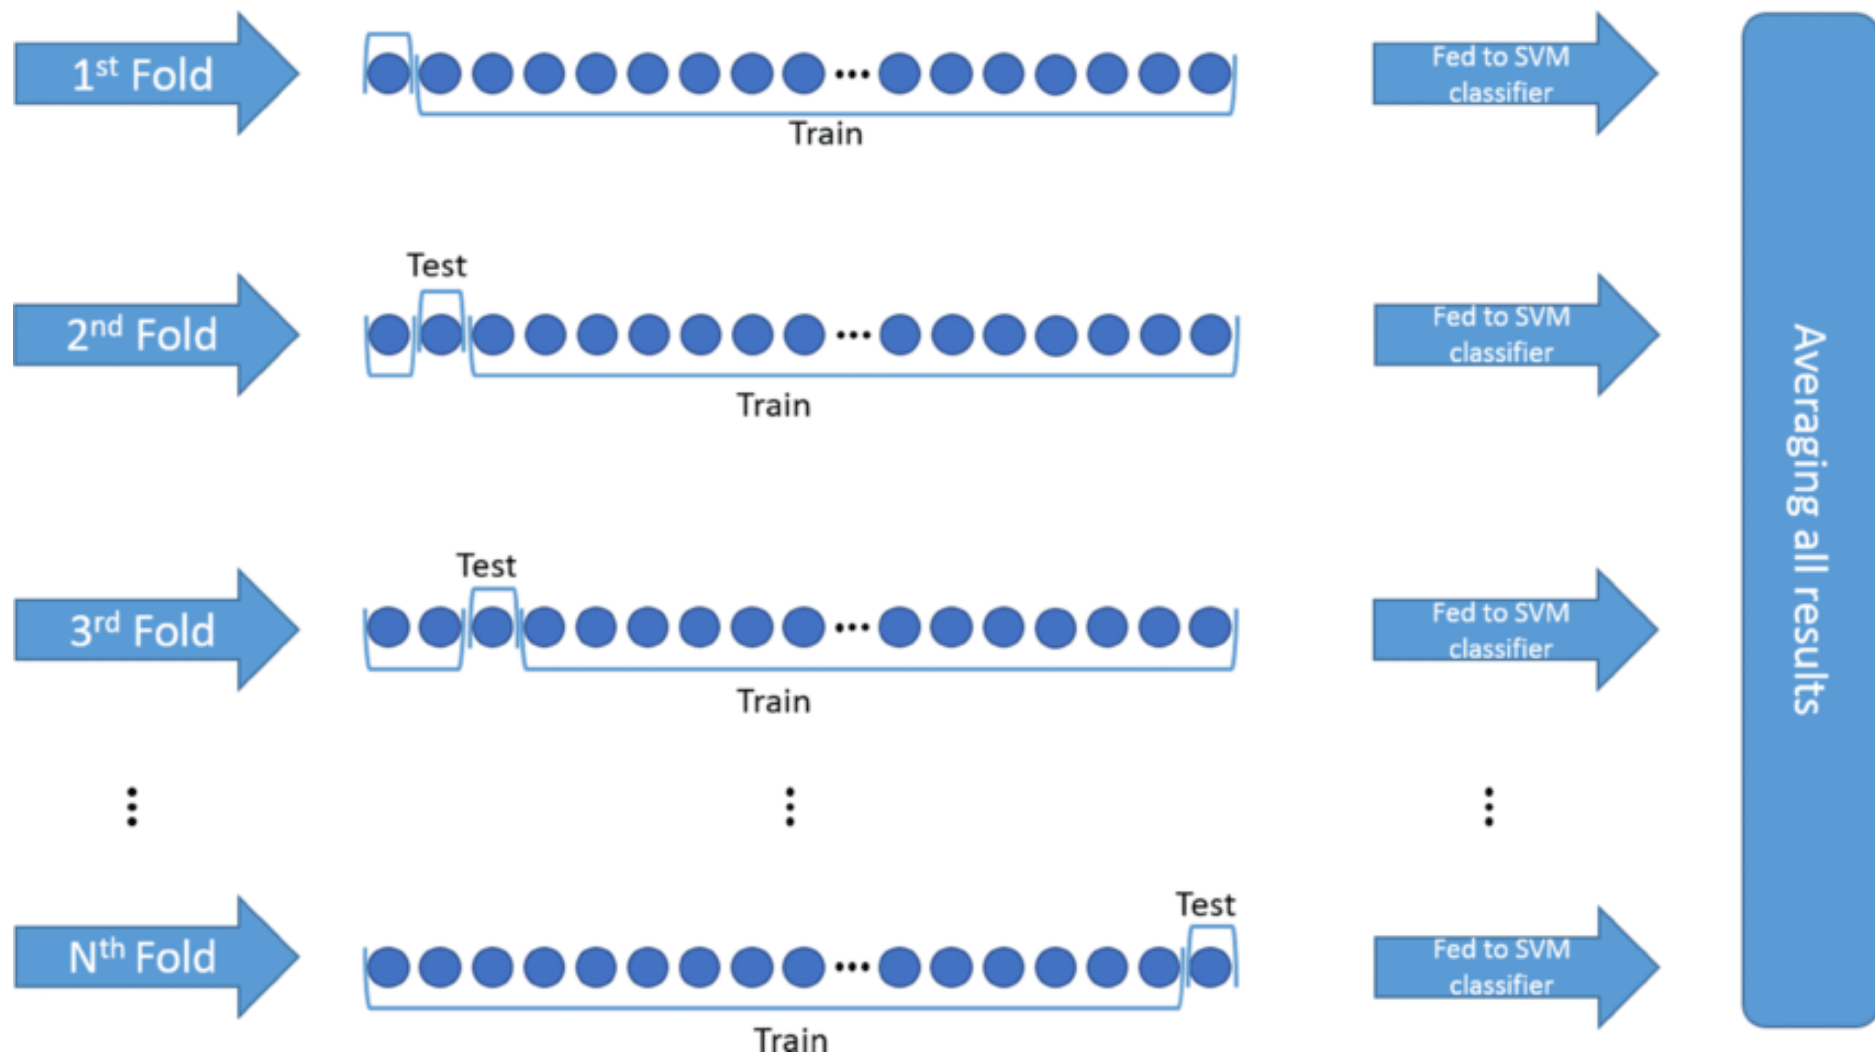 1st Fold
Fed to SVM
classifier
Train
Test
2nd Fold
Fed to SVM
classifier
Train
Test
3rd Fold
Fed to SVM
classifier
Train
Test
Nth Fold
Fed to SVM
classifier
Train
Averaging all results